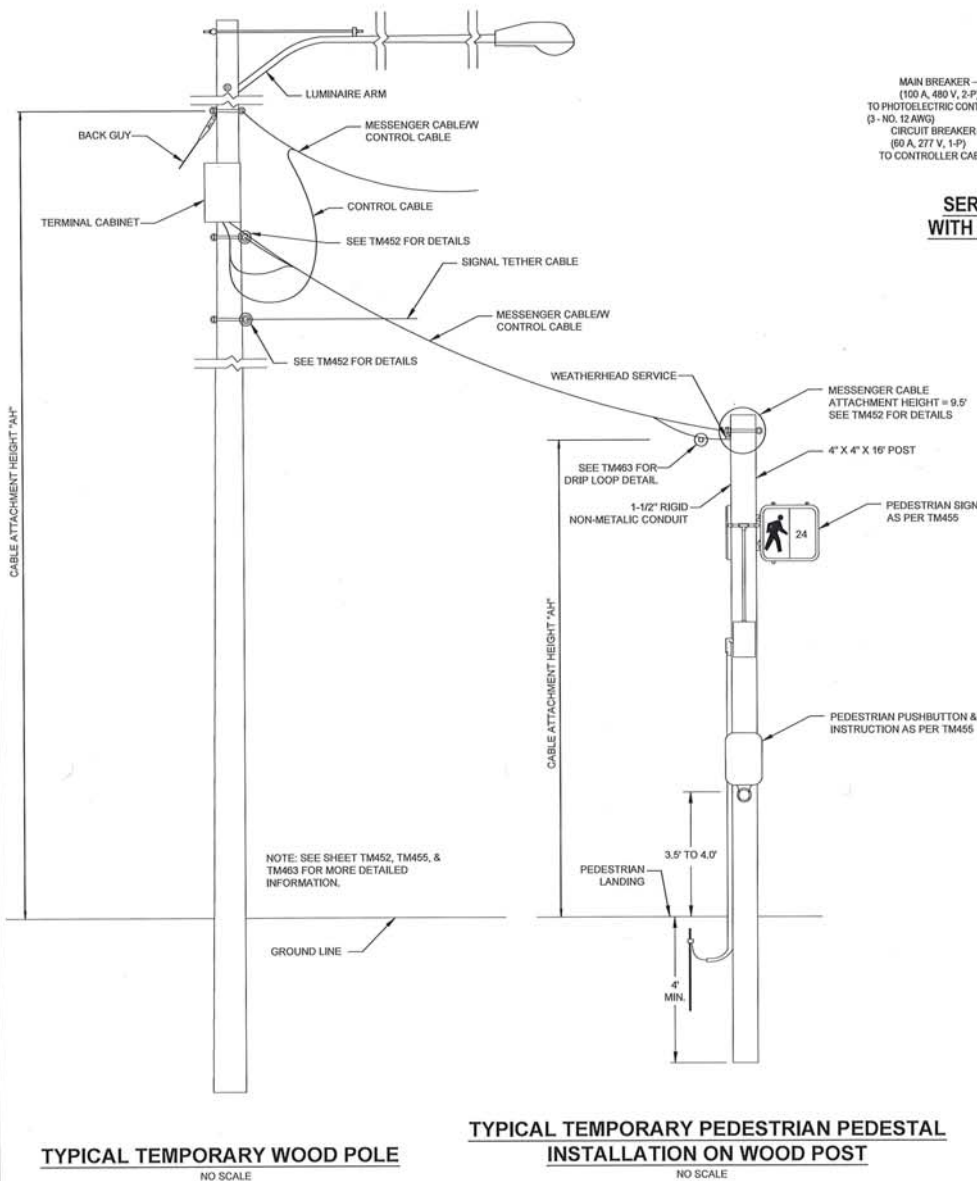 LUMINAIRE ARM
BACK GUY
MESSENGER CABLE/W
CONTROL CABLE
TERMINAL CABINET
CONTROL CABLE
SEE TM452 FOR DETAILS
SIGNAL TETHER CABLE
MESSENGER CABLE/W
CONTROL CABLE
SEE TM452 FOR DETAILS
CABLE ATTACHMENT HEIGHT "AH"
NOTE: SEE SHEET TM452, TM455, &
TM463 FOR MORE DETAILED
INFORMATION.
GROUND LINE
TYPICAL TEMPORARY WOOD POLE
NO SCALE
MAIN BREAKER
(100 A, 480 V, 2-P)
TO PHOTOELECTRIC CONT
(3 - NO. 12 AWG)
CIRCUIT BREAKER
(60 A, 277 V, 1-P)
TO CONTROLLER CAB
SER
WITH
WEATHERHEAD SERVICE
MESSENGER CABLE
ATTACHMENT HEIGHT = 9.5'
SEE TM452 FOR DETAILS
4" X 4" X 16' POST
SEE TM463 FOR
DRIP LOOP DETAIL
1-1/2" RIGID
NON-METALIC CONDUIT
PEDESTRIAN SIGN
AS PER TM455
24
CABLE ATTACHMENT HEIGHT "AH"
PEDESTRIAN PUSHBUTTON &
INSTRUCTION AS PER TM455
3.5' TO 4.0'
PEDESTRIAN
LANDING
4'
MIN.
TYPICAL TEMPORARY PEDESTRIAN PEDESTAL
INSTALLATION ON WOOD POST
NO SCALE